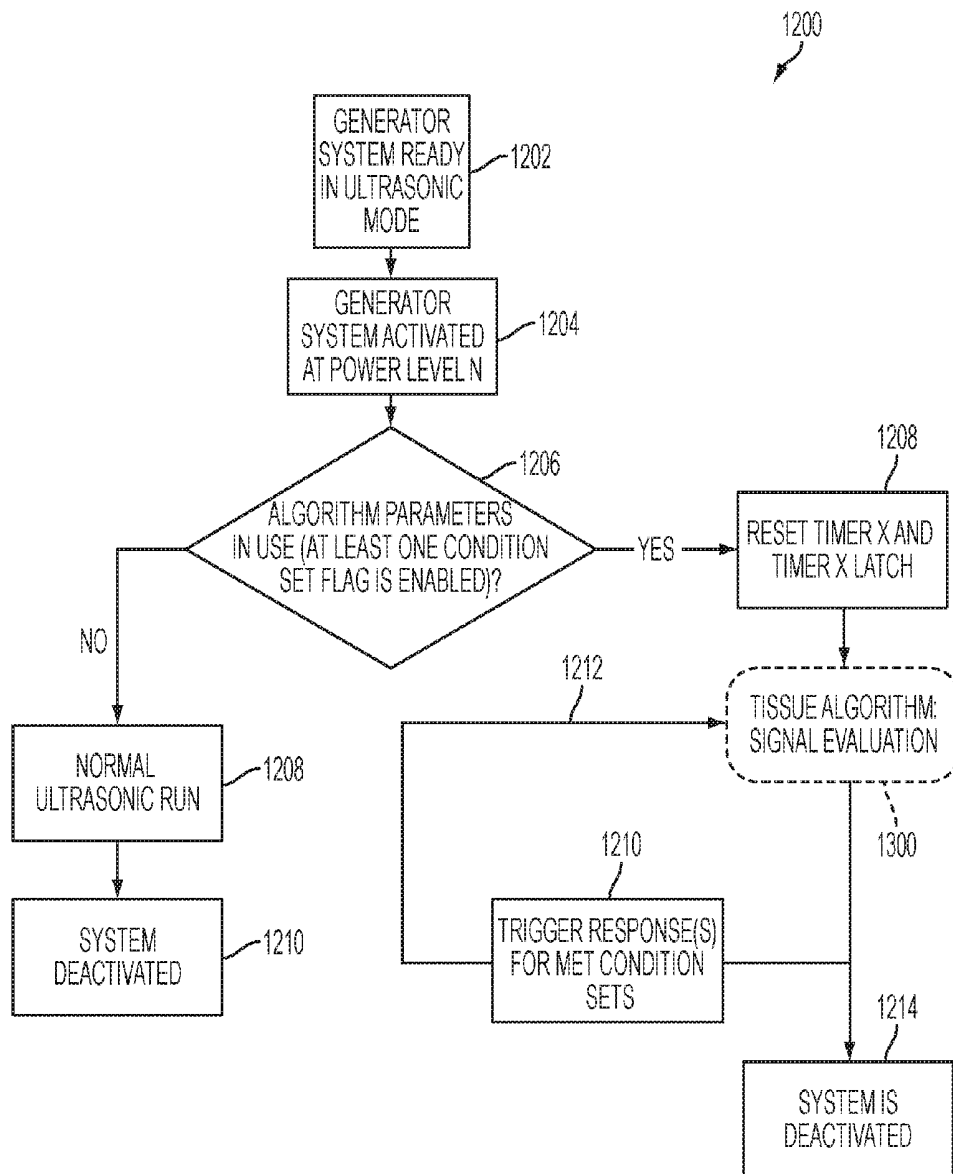 1200
GENERATOR
SYSTEM READY
IN ULTRASONIC
MODE
1202
GENERATOR
SYSTEM ACTIVATED
AT POWER LEVEL N
1204
1206
ALGORITHM PARAMETERS
IN USE (AT LEAST ONE CONDITION
SET FLAG IS ENABLED)?
YES
NO
1208
RESET TIMER X AND
TIMER X LATCH
1212
TISSUE ALGORITHM:
SIGNAL EVALUATION
1300
NORMAL
ULTRASONIC RUN
1208
SYSTEM
DEACTIVATED
1210
1210
TRIGGER RESPONSE(S)
FOR MET CONDITION
SETS
1214
SYSTEM IS
DEACTIVATED